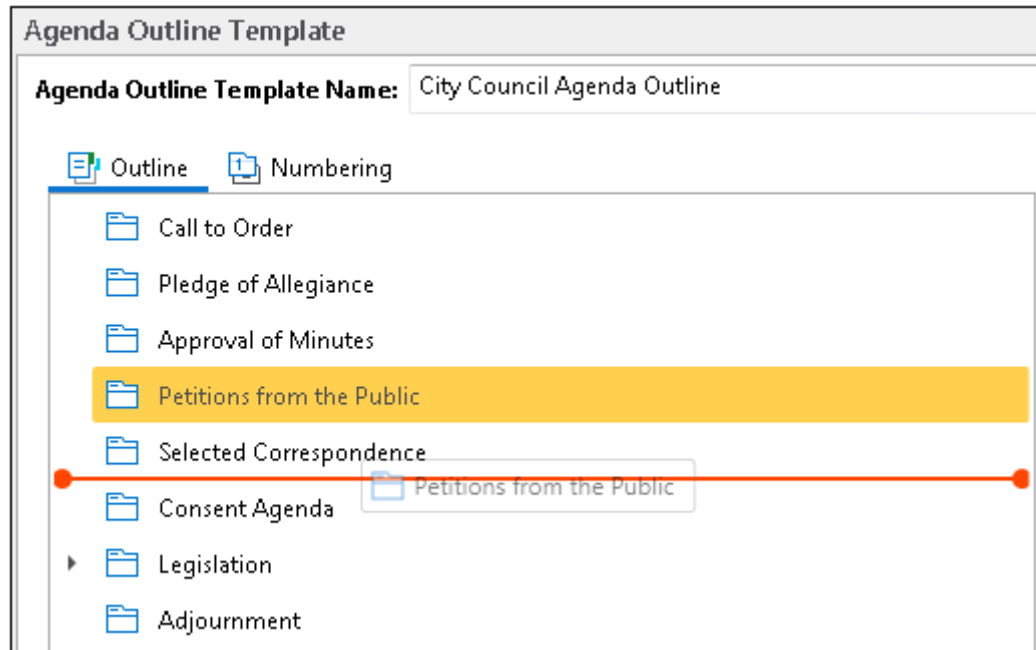 Agenda Outline Template
Agenda Outline Template Name: City Council Agenda Outline
Outline Numbering
Call to Order
Pledge of Allegiance
Approval of Minutes
Petitions from the Public
Selected Correspondence
Petitions from the Public
Consent Agenda
Legislation
Adjournment